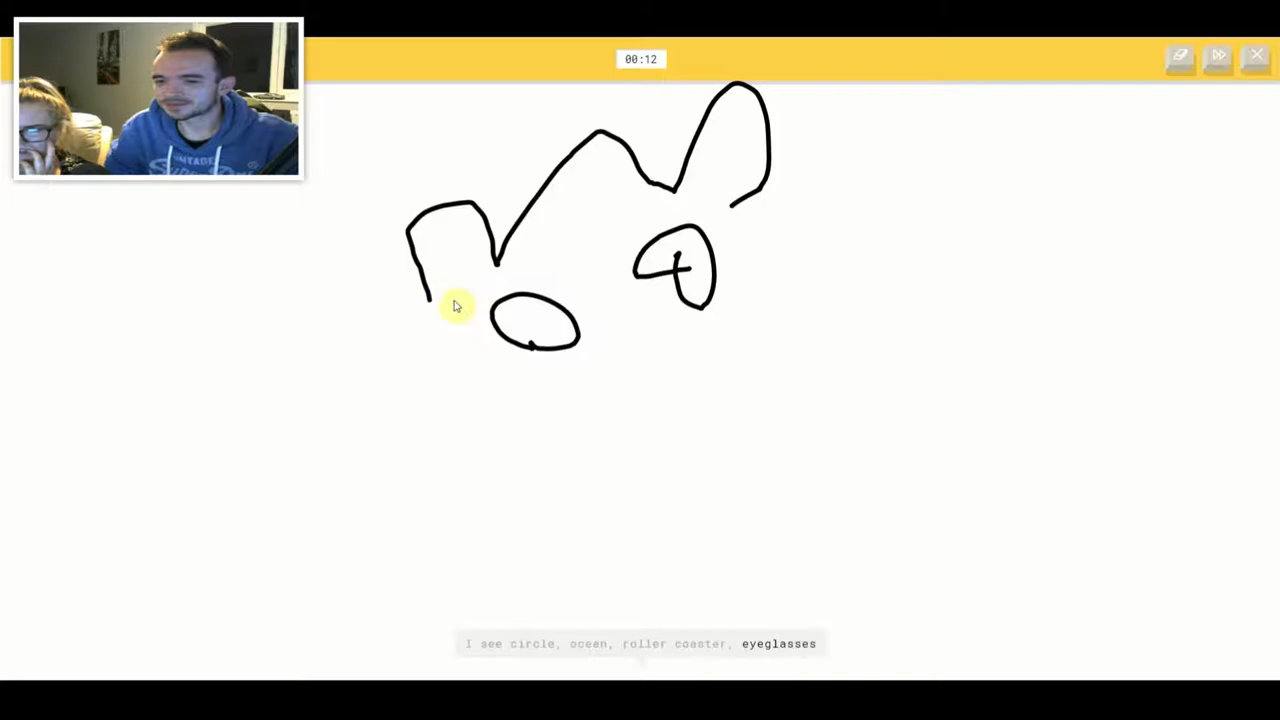 00:12
I see circle, ocean, roller coaster, eyeglasses